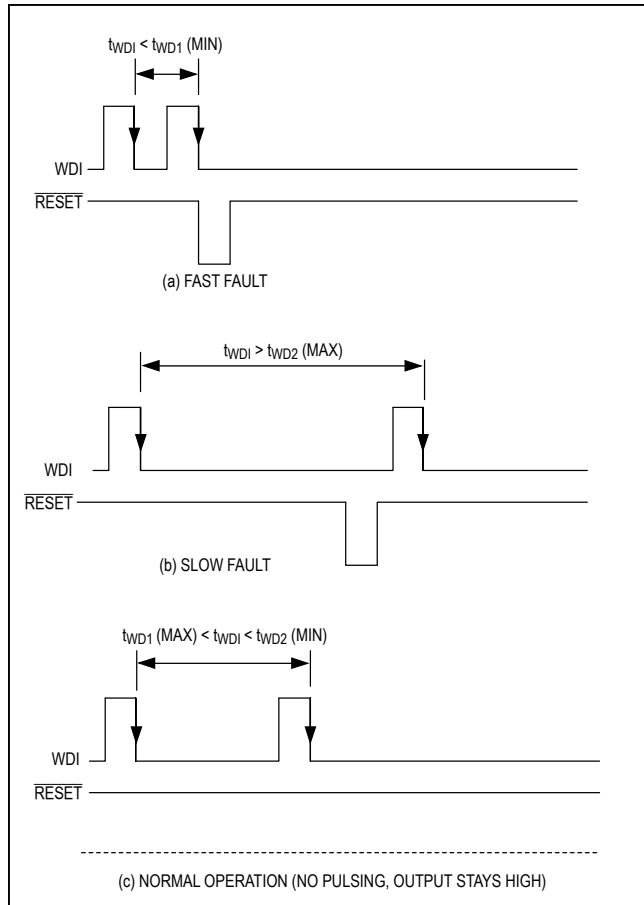 tWDI < tWD1 (MIN)
WDI
RESET
(a) FAST FAULT
tWDI > tWD2 (MAX)
WDI
RESET
(b) SLOW FAULT
tWD1 (MAX) < tWDI < tWD2 (MIN)
WDI
RESET
(c) NORMAL OPERATION (NO PULSING, OUTPUT STAYS HIGH)